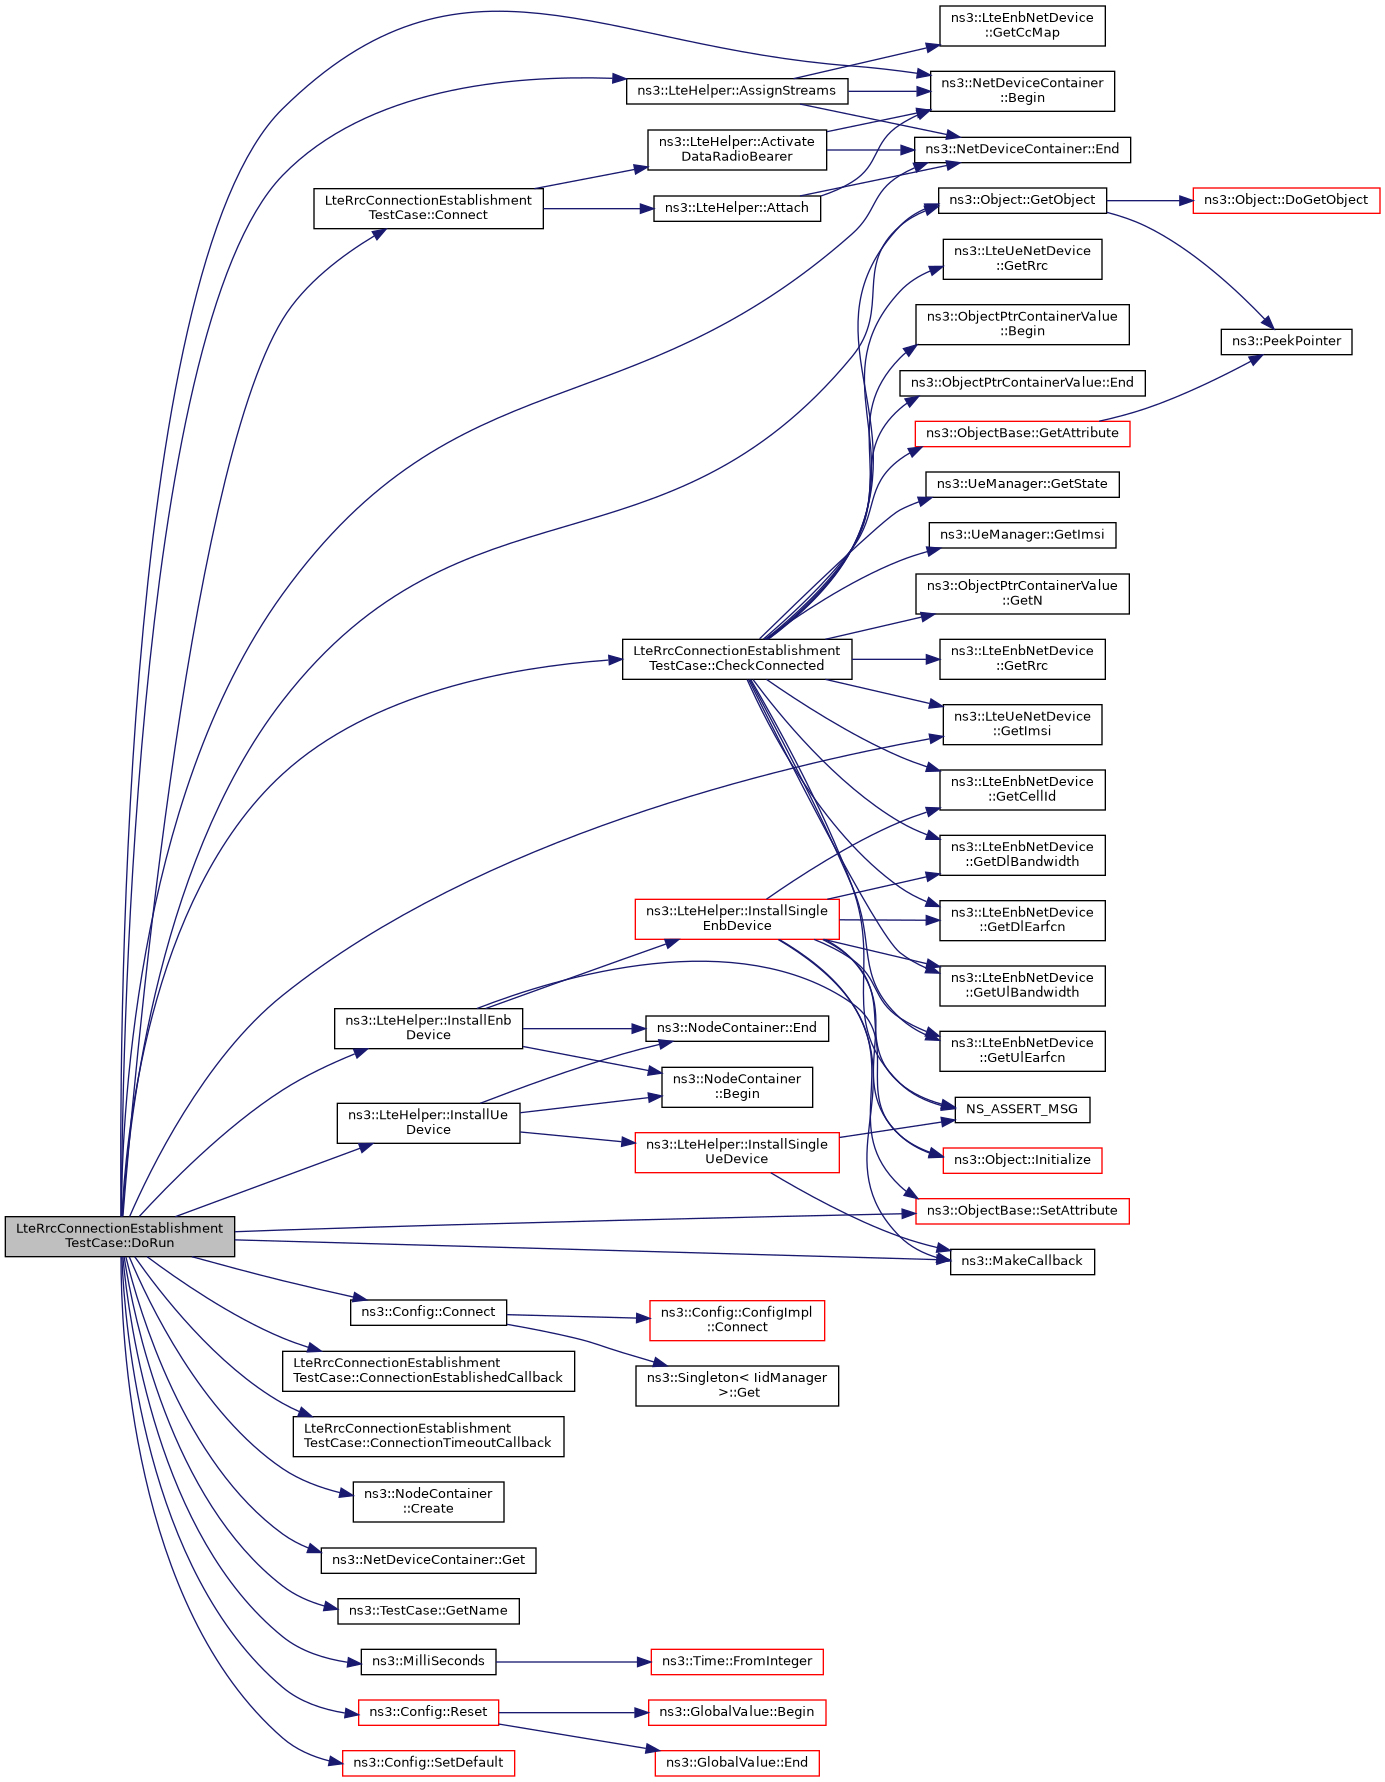 ns3::LteEnbNetDevice
::GetCcMap
ns3::LteHelper::AssignStreams
ns3::NetDeviceContainer
::Begin
ns3::LteHelper::Activate
DataRadioBearer
ns3::NetDeviceContainer::End
LteRrcConnectionEstablishment
TestCase::Connect
ns3::LteHelper::Attach
ns3::Object::GetObject
ns3::Object::DoGetObject
ns3::LteUeNetDevice
::GetRrc
ns3::ObjectPtrContainerValue
::Begin
ns3::PeekPointer
ns3::ObjectPtrContainerValue::End
ns3::ObjectBase::GetAttribute
ns3::UeManager::GetState
ns3::UeManager::GetImsi
ns3::ObjectPtrContainerValue
::GetN
LteRrcConnectionEstablishment
TestCase::CheckConnected
ns3::LteEnbNetDevice
::GetRrc
ns3::LteUeNetDevice
::GetImsi
ns3::LteEnbNetDevice
::GetCellId
ns3::LteEnbNetDevice
::GetDlBandwidth
ns3::LteHelper::InstallSingle
EnbDevice
ns3::LteEnbNetDevice
::GetDlEarfcn
ns3::LteEnbNetDevice
::GetUlBandwidth
ns3::LteHelper::InstallEnb
Device
ns3::NodeContainer::End
ns3::LteEnbNetDevice
::GetUlEarfcn
ns3::NodeContainer
::Begin
ns3::LteHelper::InstallUe
Device
NS_ASSERT_MSG
ns3::LteHelper::InstallSingle
UeDevice
ns3::Object::Initialize
ns3::ObjectBase::SetAttribute
LteRrcConnectionEstablishment
TestCase::DoRun
ns3::MakeCallback
ns3::Config::Connect
ns3::Config::ConfigImpl
::Connect
LteRrcConnectionEstablishment
TestCase::ConnectionEstablishedCallback
ns3::Singleton< IidManager
>::Get
LteRrcConnectionEstablishment
TestCase::ConnectionTimeoutCallback
ns3::NodeContainer
::Create
ns3::NetDeviceContainer::Get
ns3::TestCase::GetName
ns3::MilliSeconds
ns3::Time::FromInteger
ns3::Config::Reset
ns3::GlobalValue::Begin
ns3::Config::SetDefault
ns3::GlobalValue::End